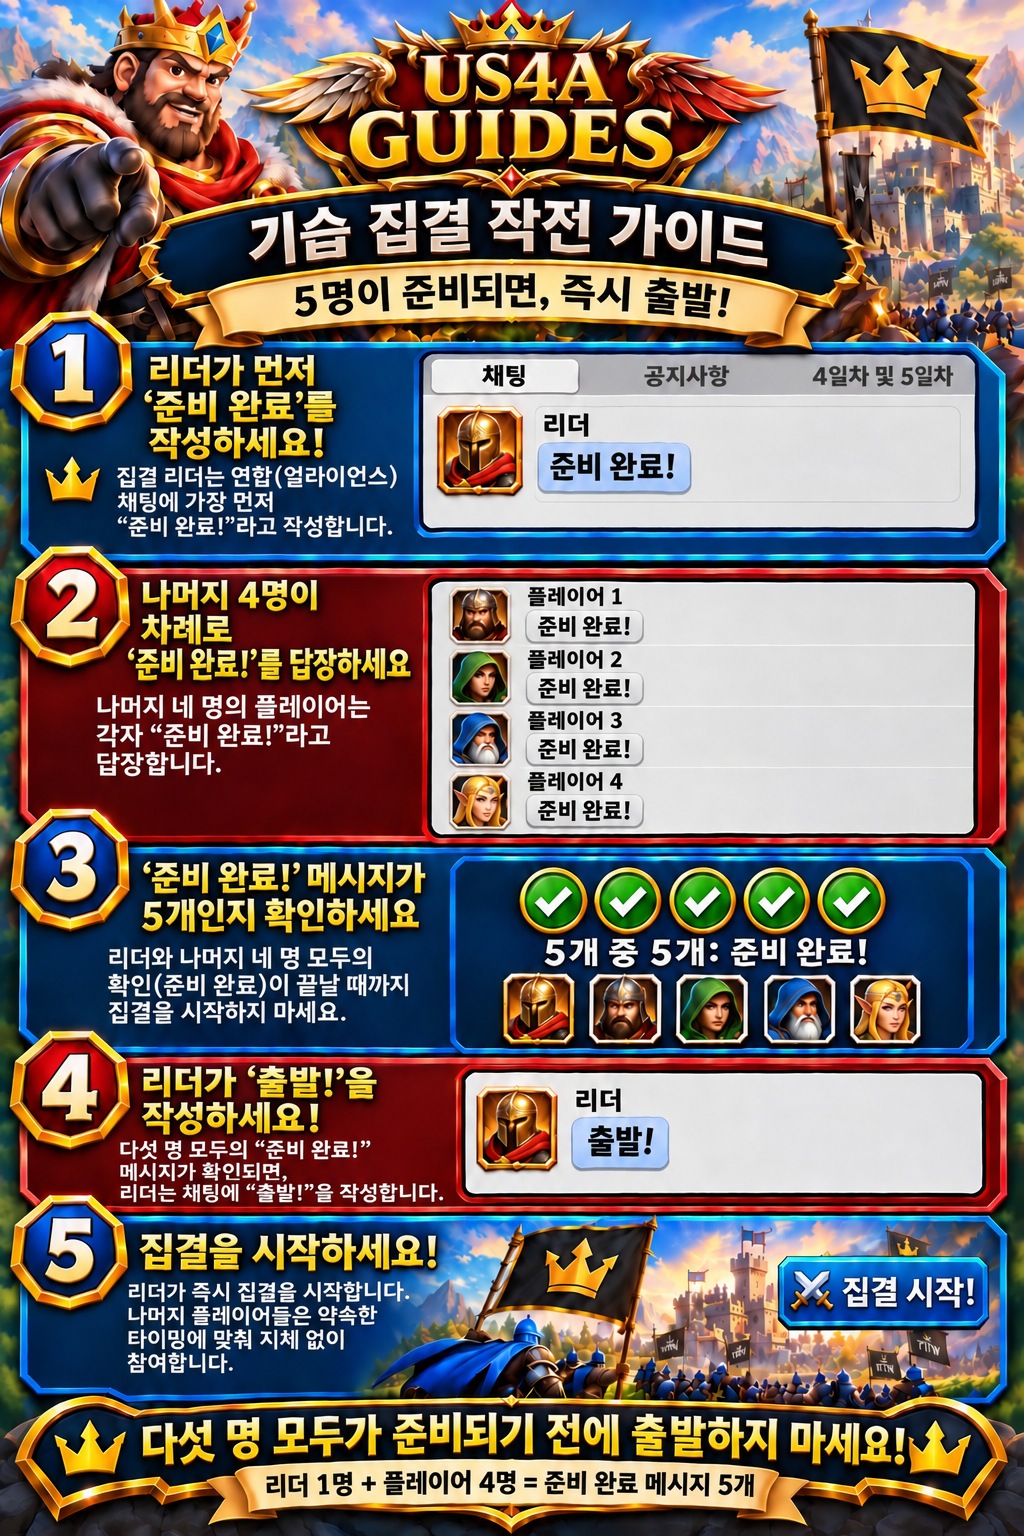 US4A
GUIDES
기습 집결 작전 가이드
5명이 준비되면, 즉시 출발!
1
리더가 먼저
‘준비 완료’를
작성하세요!
집결 리더는 연합(얼라이언스)
채팅에 가장 먼저
“준비 완료!”라고 작성합니다.
채팅 공지사항 4일차 및 5일차
리더
준비 완료!
2
나머지 4명이
차례로
‘준비 완료!’를 답장하세요
나머지 네 명의 플레이어는
각자 “준비 완료!”라고
답장합니다.
플레이어 1
준비 완료!
플레이어 2
준비 완료!
플레이어 3
준비 완료!
플레이어 4
준비 완료!
3
‘준비 완료!’ 메시지가
5개인지 확인하세요
리더와 나머지 네 명 모두의
확인(준비 완료)이 끝날 때까지
집결을 시작하지 마세요.
5개 중 5개: 준비 완료!
4
리더가 ‘출발!’을
작성하세요!
다섯 명 모두의 “준비 완료!”
메시지가 확인되면,
리더는 채팅에 “출발!”을 작성합니다.
리더
출발!
5
집결을 시작하세요!
리더가 즉시 집결을 시작합니다.
나머지 플레이어들은 약속한
타이밍에 맞춰 지체 없이
참여합니다.
집결 시작!
다섯 명 모두가 준비되기 전에 출발하지 마세요!
리더 1명 + 플레이어 4명 = 준비 완료 메시지 5개